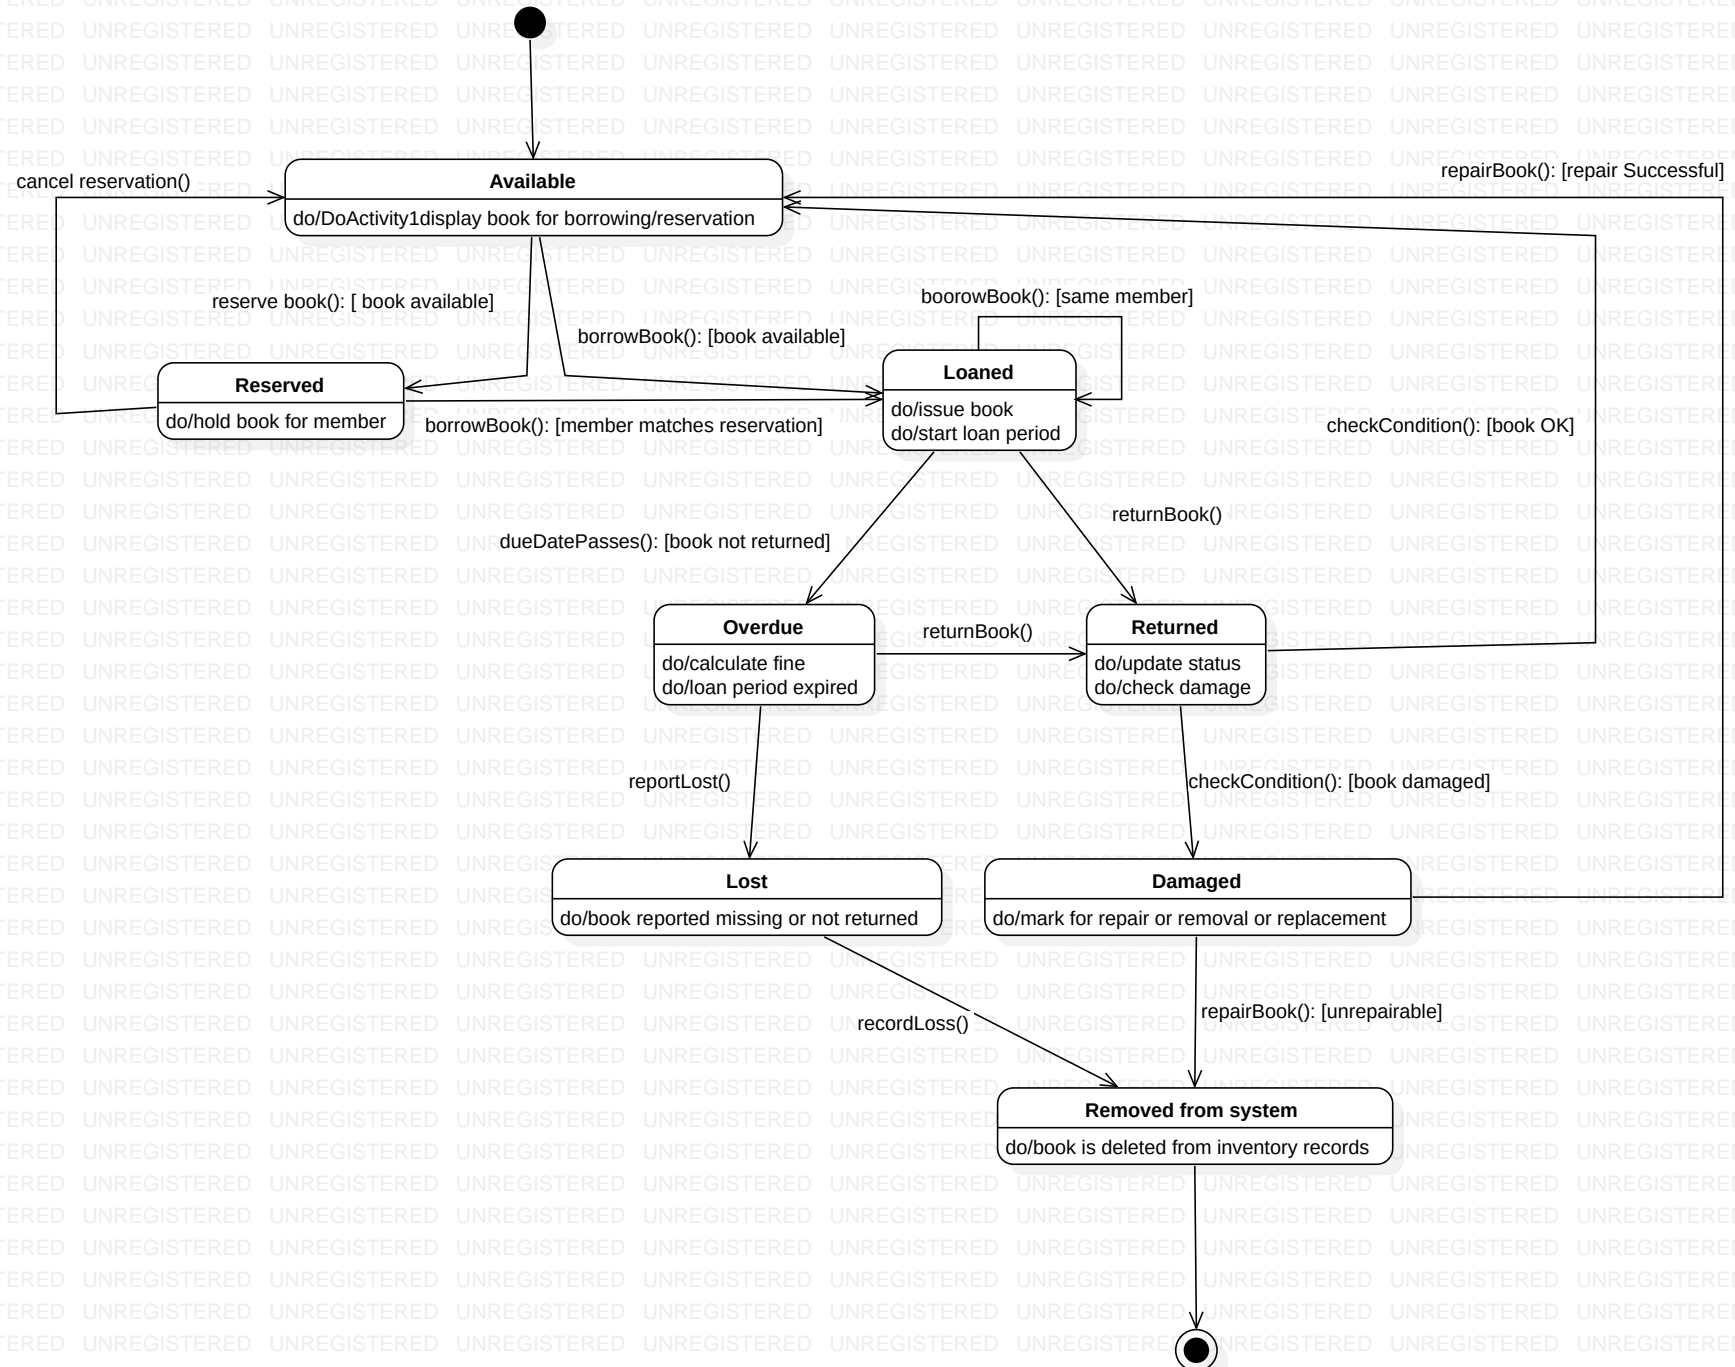 cancel reservation()
Available
do/DoActivity1display book for borrowing/reservation
repairBook(): [repair Successful]
reserve book(): [ book available]
borrowBook(): [book available]
boorowBook(): [same member]
Reserved
do/hold book for member
borrowBook(): [member matches reservation]
Loaned
do/issue book
do/start loan period
checkCondition(): [book OK]
dueDatePasses(): [book not returned]
returnBook()
Overdue
do/calculate fine
do/loan period expired
returnBook()
Returned
do/update status
do/check damage
reportLost()
checkCondition(): [book damaged]
Lost
do/book reported missing or not returned
Damaged
do/mark for repair or removal or replacement
recordLoss()
repairBook(): [unrepairable]
Removed from system
do/book is deleted from inventory records
UNREGISTERED